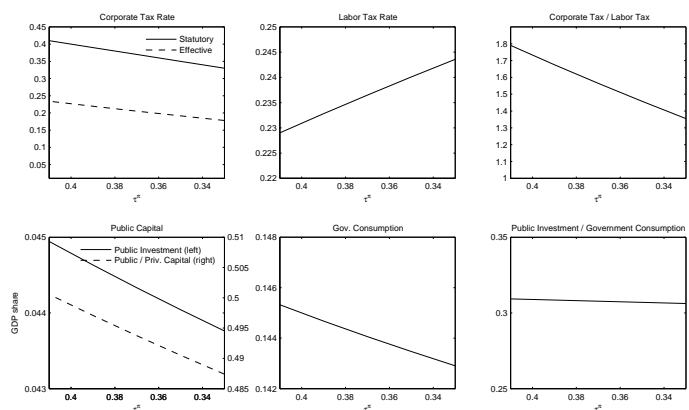 Corporate Tax Rate
0.45
0.4
0.35
0.3
0.25
0.2
0.15
0.1
0.05
Statutory
Effective
0.4 0.38 0.36 0.34
τπ
Labor Tax Rate
0.25
0.245
0.24
0.235
0.23
0.225
0.22
0.4 0.38 0.36 0.34
τπ
Corporate Tax / Labor Tax
1.8
1.7
1.6
1.5
1.4
1.3
1.2
1.1
1
0.4 0.38 0.36 0.34
τπ
Public Capital
GDP share
0.045
0.044
0.043
Public Investment (left)
Public / Priv. Capital (right)
0.51
0.505
0.5
0.495
0.49
0.485
0.4 0.38 0.36 0.34
τπ
Gov. Consumption
0.148
0.146
0.144
0.142
0.4 0.38 0.36 0.34
τπ
Public Investment / Government Consumption
0.35
0.3
0.25
0.4 0.38 0.36 0.34
τπ